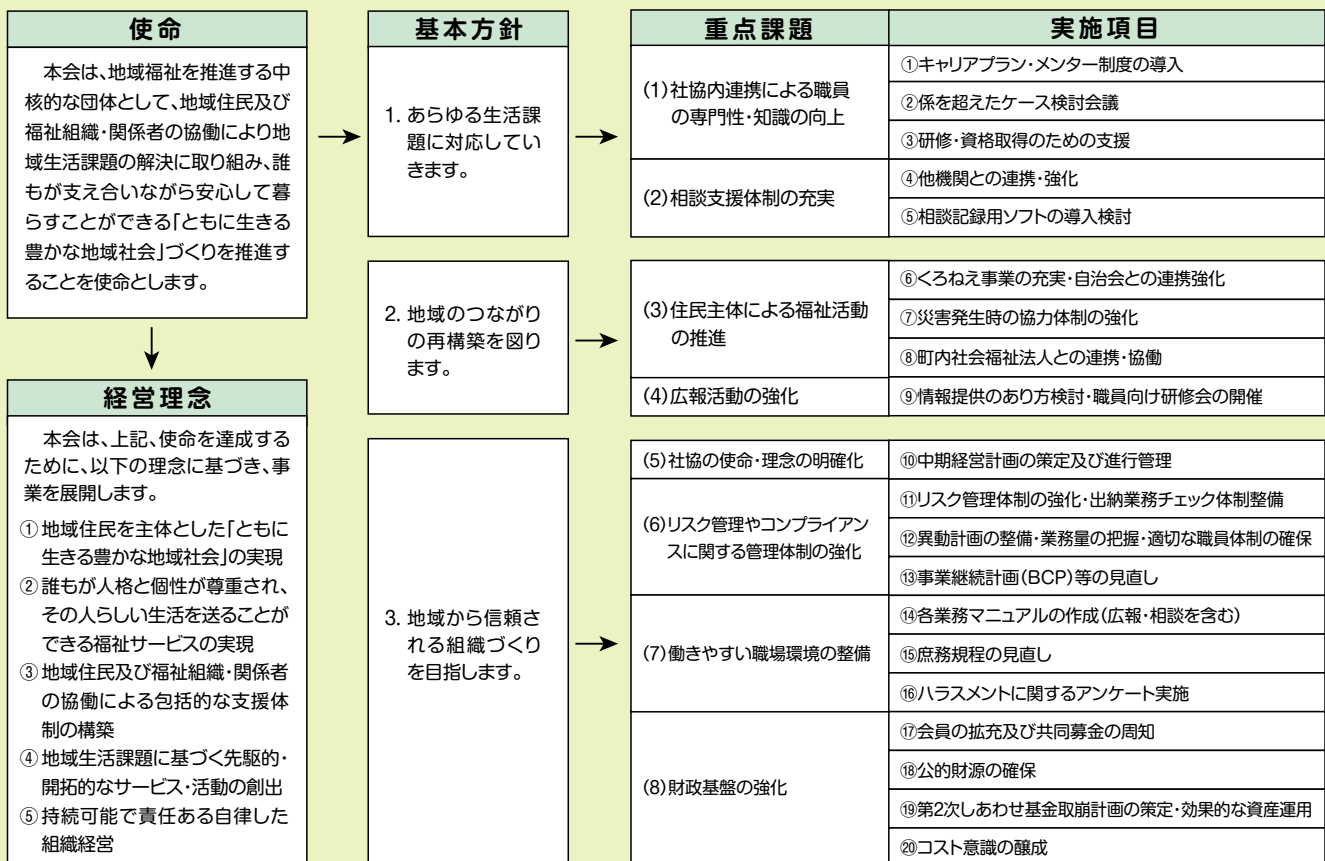 使命
本会は、地域福祉を推進する中
核的な団体として、地域住民及び
福祉組織・関係者の協働により地
域生活課題の解決に取り組み、誰
もが支え合いながら安心して暮
らすことができる「ともに生きる
豊かな地域社会」づくりを推進す
ることを使命とします。
経営理念
本会は、上記、使命を達成する
ために、以下の理念に基づき、事
業を展開します。
①地域住民を主体とした「ともに
生きる豊かな地域社会」の実現
②誰もが人格と個性が尊重され、
その人らしい生活を送ることが
できる福祉サービスの実現
③地域住民及び福祉組織・関係者
の協働による包括的な支援体
制の構築
④地域生活課題に基づく先駆的・
開拓的なサービス・活動の創出
⑤持続可能で責任ある自律した
組織経営
基本方針
1. あらゆる生活課
題に対応してい
きます。
2. 地域のつながり
の再構築を図り
ます。
3. 地域から信頼さ
れる組織づくり
を目指します。
重点課題
実施項目
(1)社協内連携による職員
の専門性・知識の向上
①キャリアプラン・メンター制度の導入
②係を超えたケース検討会議
③研修・資格取得のための支援
(2)相談支援体制の充実
④他機関との連携・強化
⑤相談記録用ソフトの導入検討
(3)住民主体による福祉活動
の推進
⑥くろねえ事業の充実・自治会との連携強化
⑦災害発生時の協力体制の強化
⑧町内社会福祉法人との連携・協働
(4)広報活動の強化
⑨情報提供のあり方検討・職員向け研修会の開催
(5)社協の使命・理念の明確化
⑩中期経営計画の策定及び進行管理
(6)リスク管理やコンプライアン
スに関する管理体制の強化
⑪リスク管理体制の強化・出納業務チェック体制整備
⑫異動計画の整備・業務量の把握・適切な職員体制の確保
⑬事業継続計画(BCP)等の見直し
(7)働きやすい職場環境の整備
⑭各業務マニュアルの作成(広報・相談を含む)
⑮庶務規程の見直し
⑯ハラスメントに関するアンケート実施
(8)財政基盤の強化
⑰会員の拡充及び共同募金の周知
⑱公的財源の確保
⑲第2次しあわせ基金取崩計画の策定・効果的な資産運用
⑳コスト意識の醸成